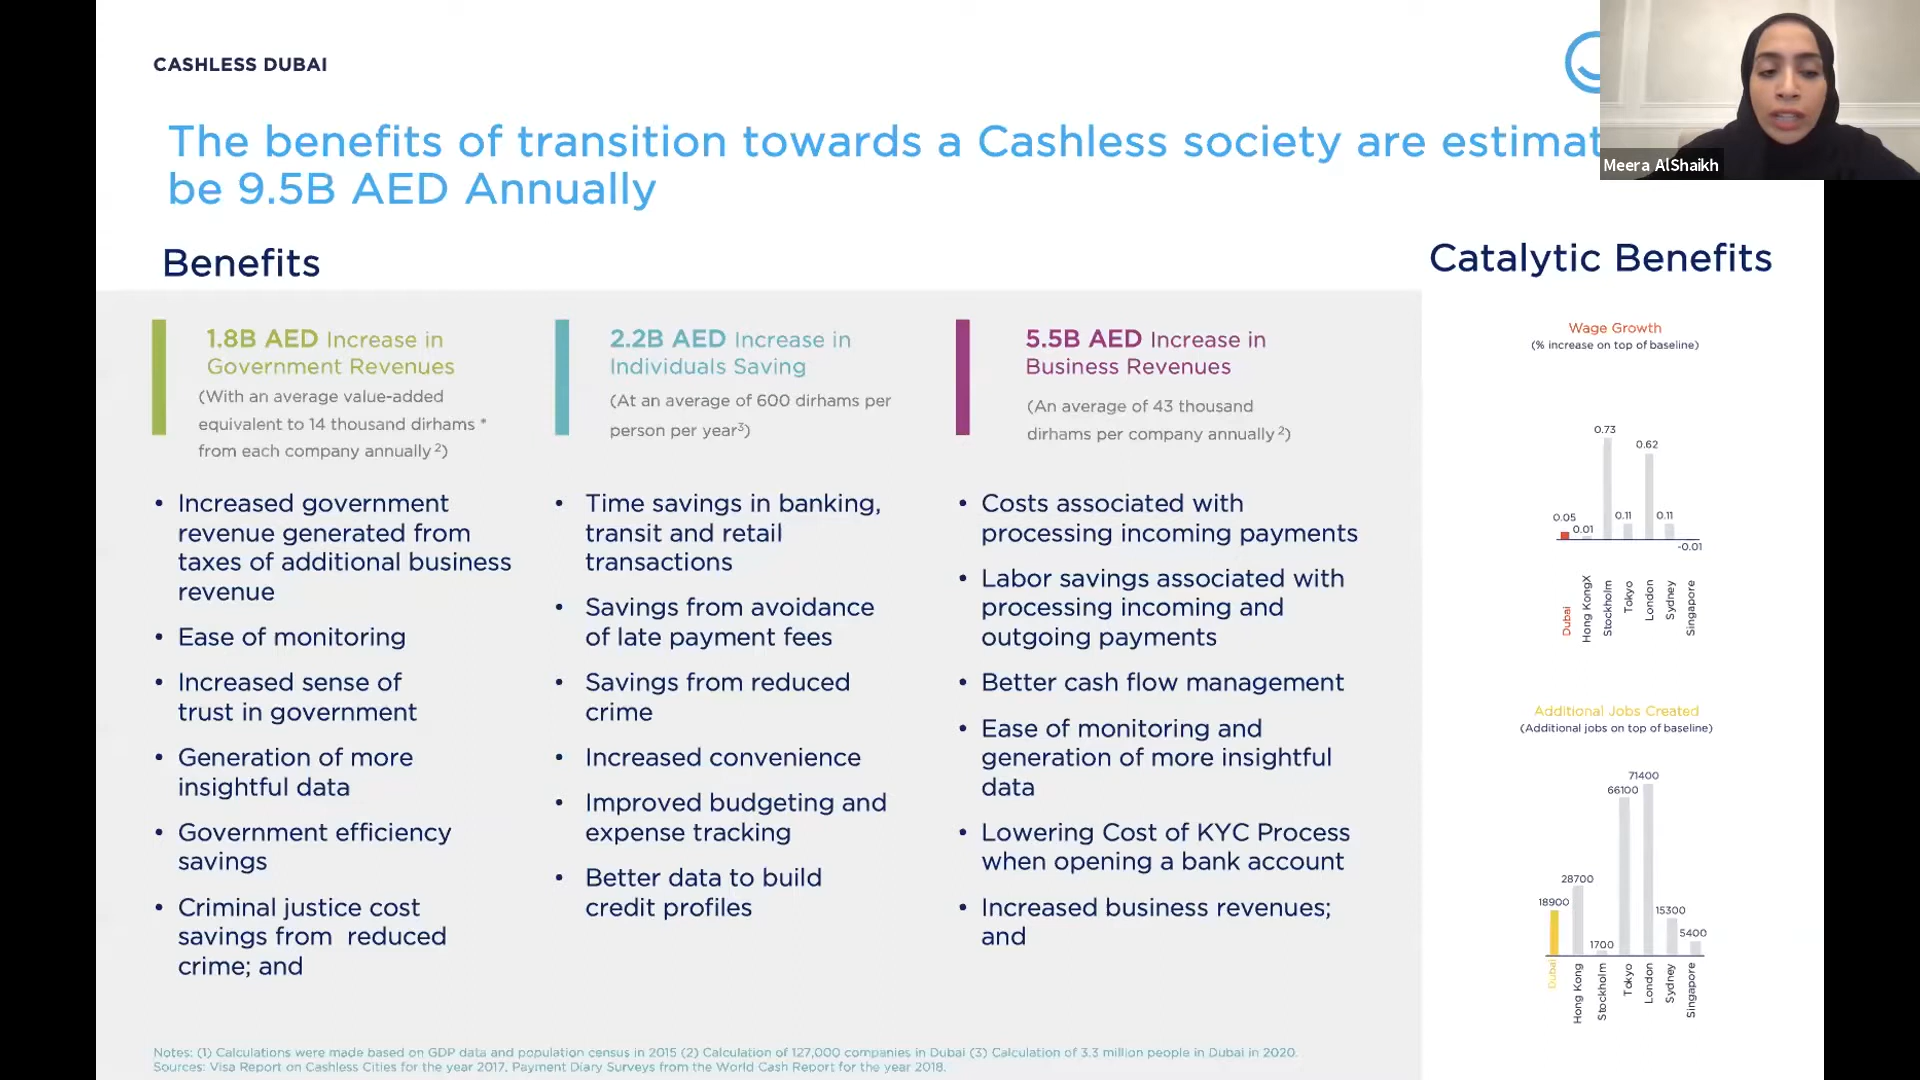 CASHLESS DUBAI
The benefits of transition towards a Cashless society are estimat
be 9.5B AED Annually
Meera AlShaikh
Benefits
1.8B AED Increase in
Government Revenues
(With an average value-added
equivalent to 14 thousand dirhams *
from each company annually 2)
• Increased government
revenue generated from
taxes of additional business
revenue
• Ease of monitoring
• Increased sense of
trust in government
• Generation of more
insightful data
• Government efficiency
savings
• Criminal justice cost
savings from reduced
crime; and
2.2B AED Increase in
Individuals Saving
(At an average of 600 dirhams per
person per year3)
• Time savings in banking,
transit and retail
transactions
• Savings from avoidance
of late payment fees
• Savings from reduced
crime
• Increased convenience
• Improved budgeting and
expense tracking
• Better data to build
credit profiles
5.5B AED Increase in
Business Revenues
(An average of 43 thousand
dirhams per company annually 2)
• Costs associated with
processing incoming payments
• Labor savings associated with
processing incoming and
outgoing payments
• Better cash flow management
• Ease of monitoring and
generation of more insightful
data
• Lowering Cost of KYC Process
when opening a bank account
• Increased business revenues;
and
Catalytic Benefits
Wage Growth
(% increase on top of baseline)
0.05
0.01
0.73
0.11
0.62
0.11
-0.01
Dubai
Hong KongX
Stockholm
Tokyo
London
Sydney
Singapore
Additional Jobs Created
(Additional jobs on top of baseline)
18900
28700
1700
66100
71400
15300
5400
Dubai
Hong Kong
Stockholm
Tokyo
London
Sydney
Singapore
Notes: (1) Calculations were made based on GDP data and population census in 2015 (2) Calculation of 127,000 companies in Dubai (3) Calculation of 3.3 million people in Dubai in 2020.
Sources: Visa Report on Cashless Cities for the year 2017, Payment Diary Surveys from the World Cash Report for the year 2018.